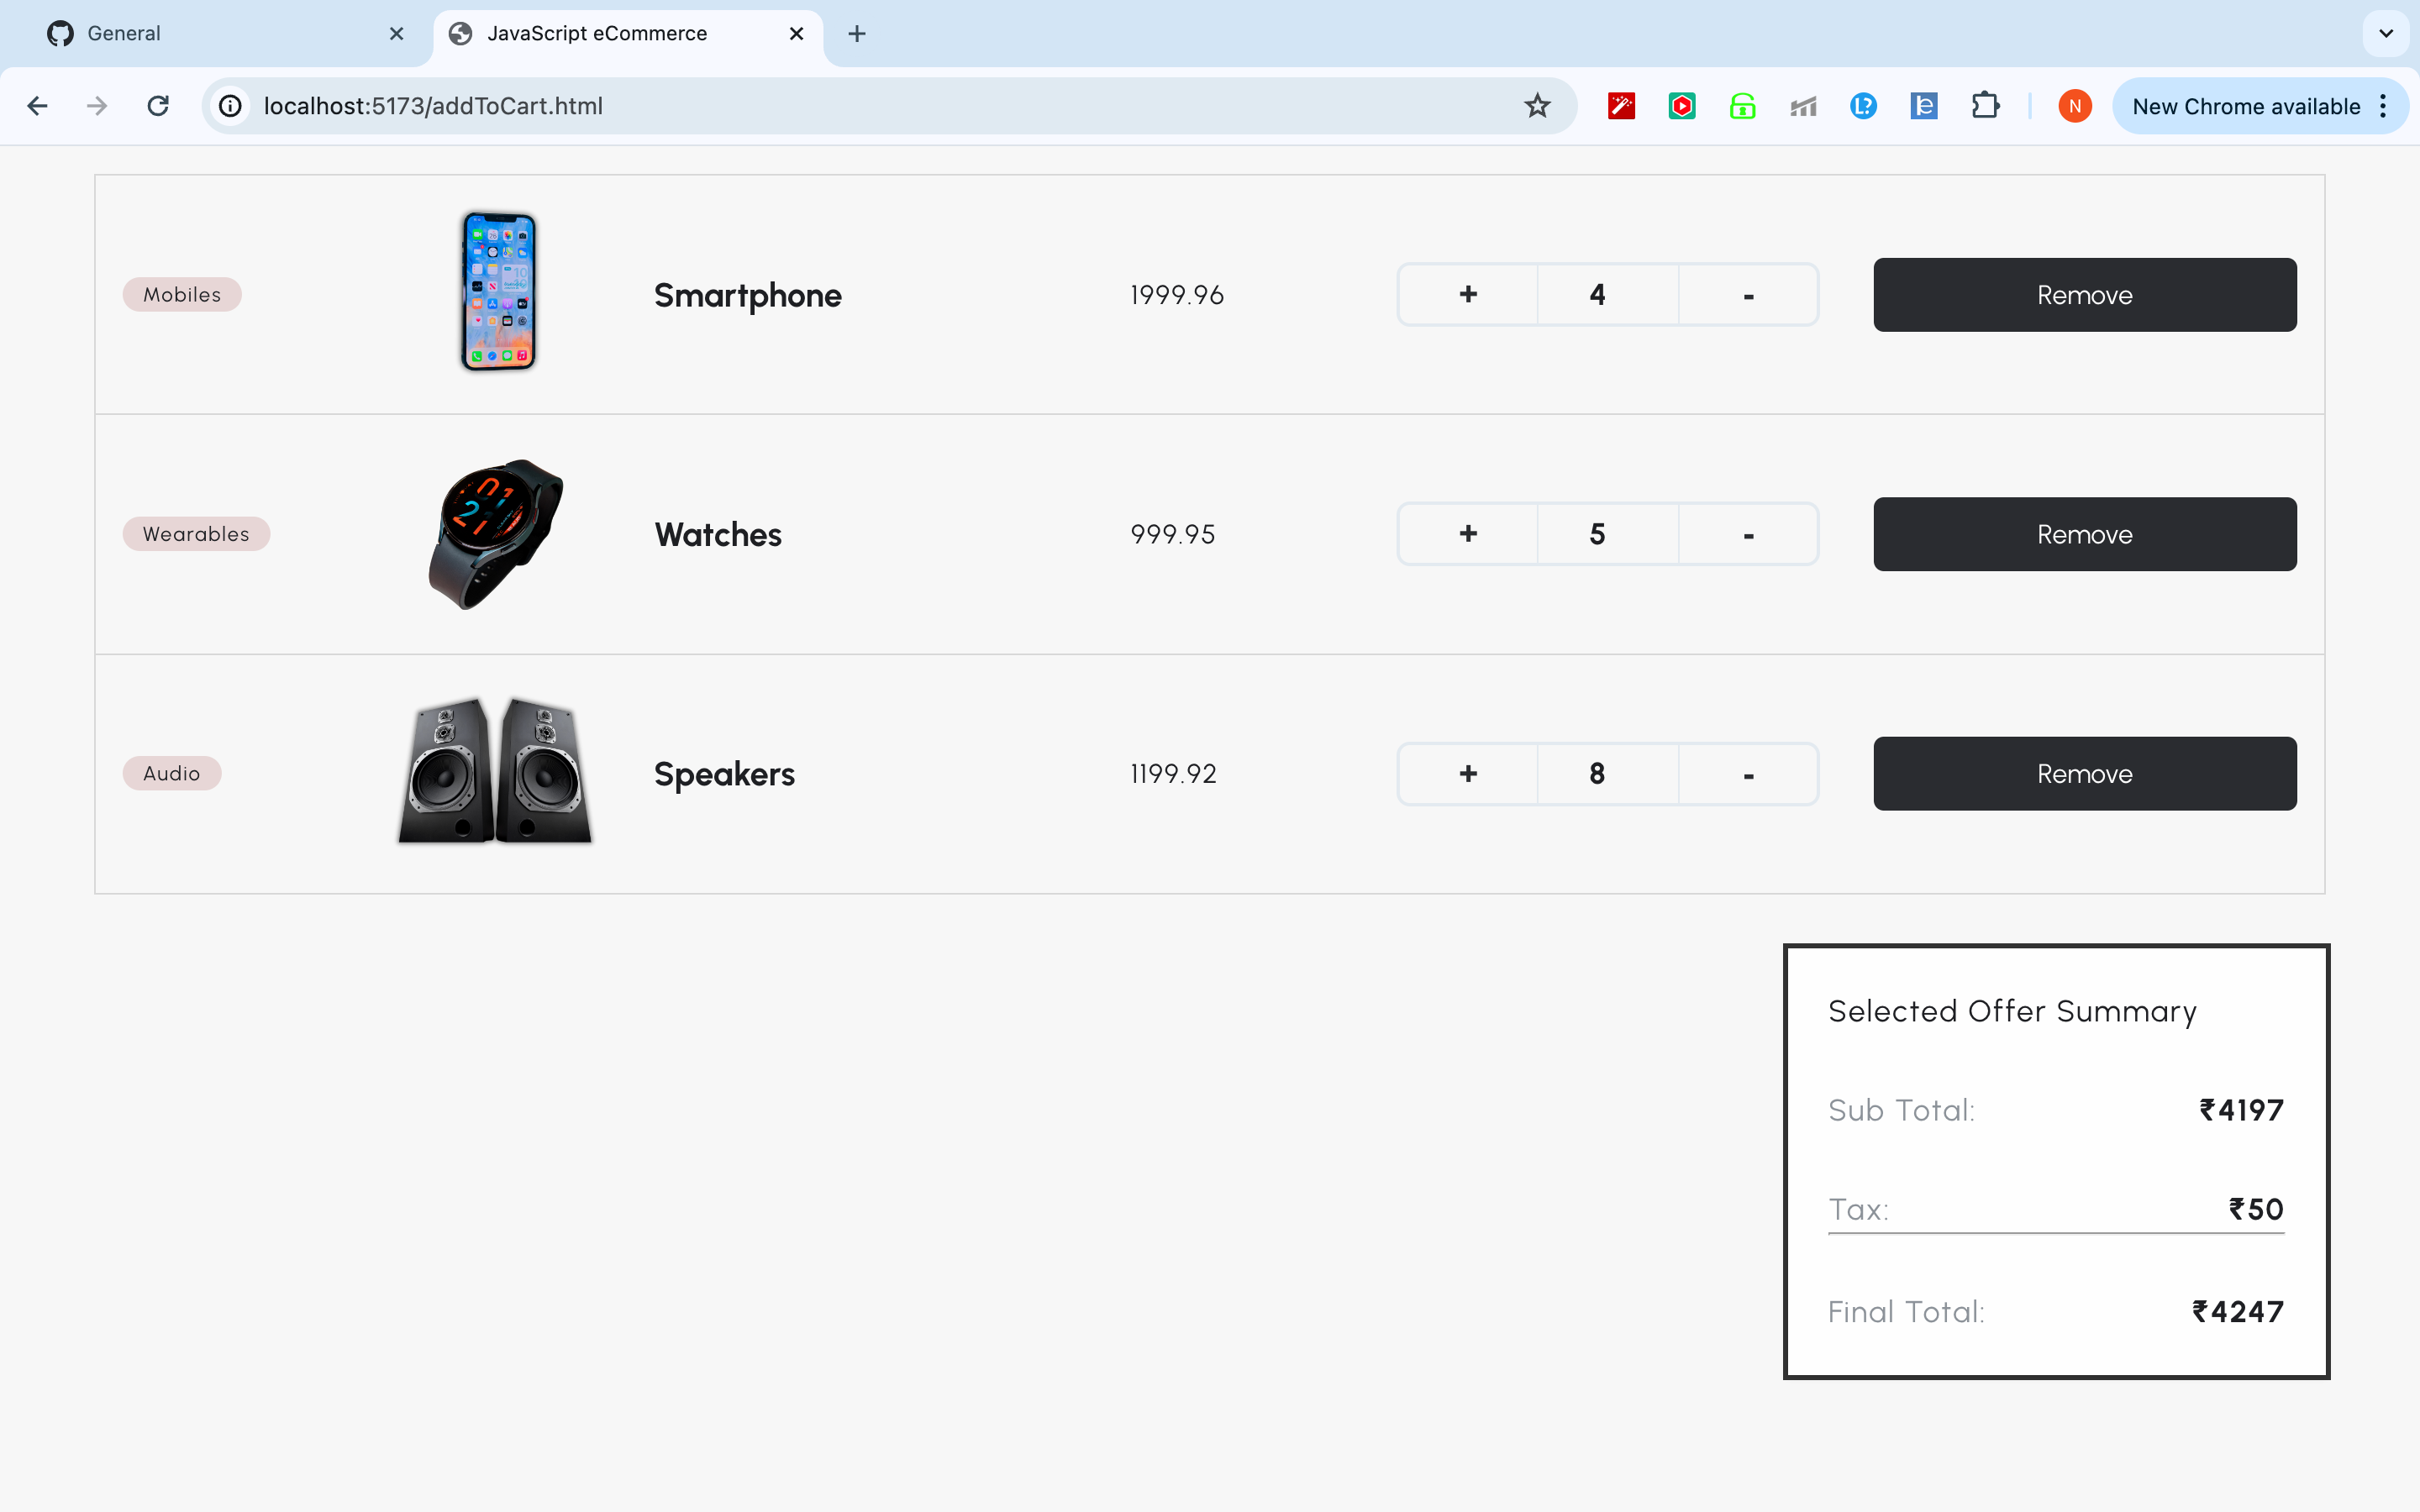 General
JavaScript eCommerce
localhost:5173/addToCart.html
N
New Chrome available
Mobiles
Smartphone
1999.96
+ 4 -
Remove
Wearables
Watches
999.95
+ 5 -
Remove
Audio
Speakers
1199.92
+ 8 -
Remove
Selected Offer Summary
Sub Total: ₹4197
Tax: ₹50
Final Total: ₹4247